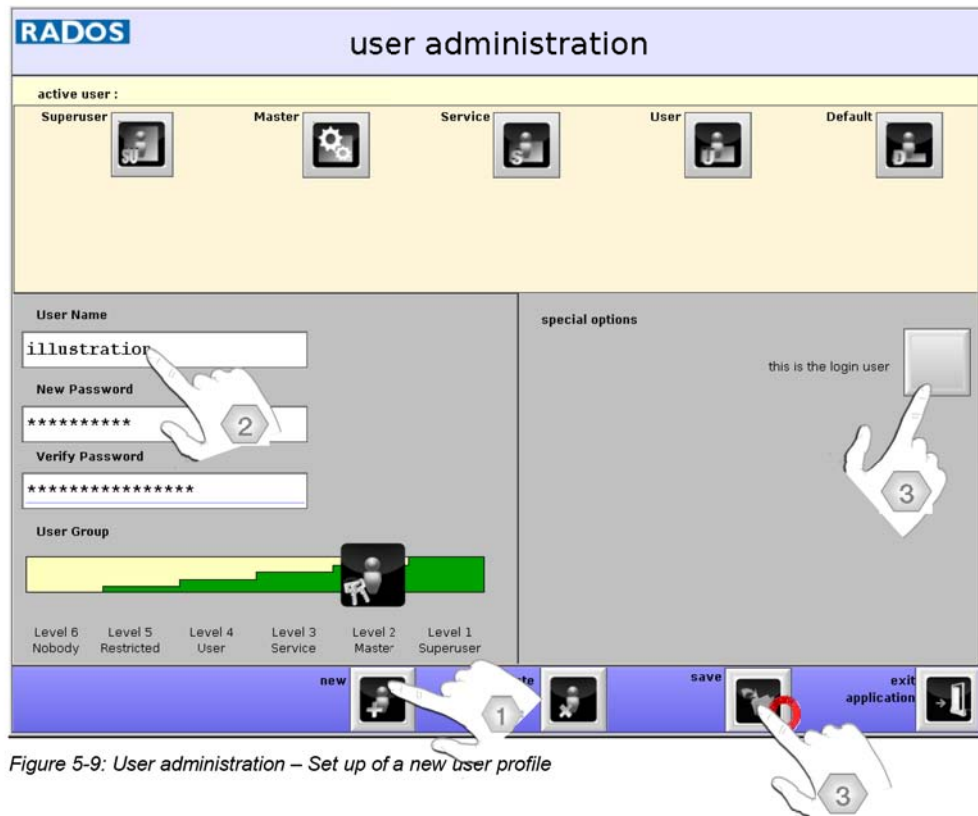 RADOS
user administration
active user :
Superuser
Master
Service
User
Default
SU
S
U
D
User Name
illustration
New Password
**********
Verify Password
****************
User Group
Level 6 Level 5 Level 4 Level 3 Level 2 Level 1
Nobody Restricted User Service Master Superuser
special options
this is the login user
2
3
new
save
exit
application
1
3
Figure 5-9: User administration – Set up of a new user profile